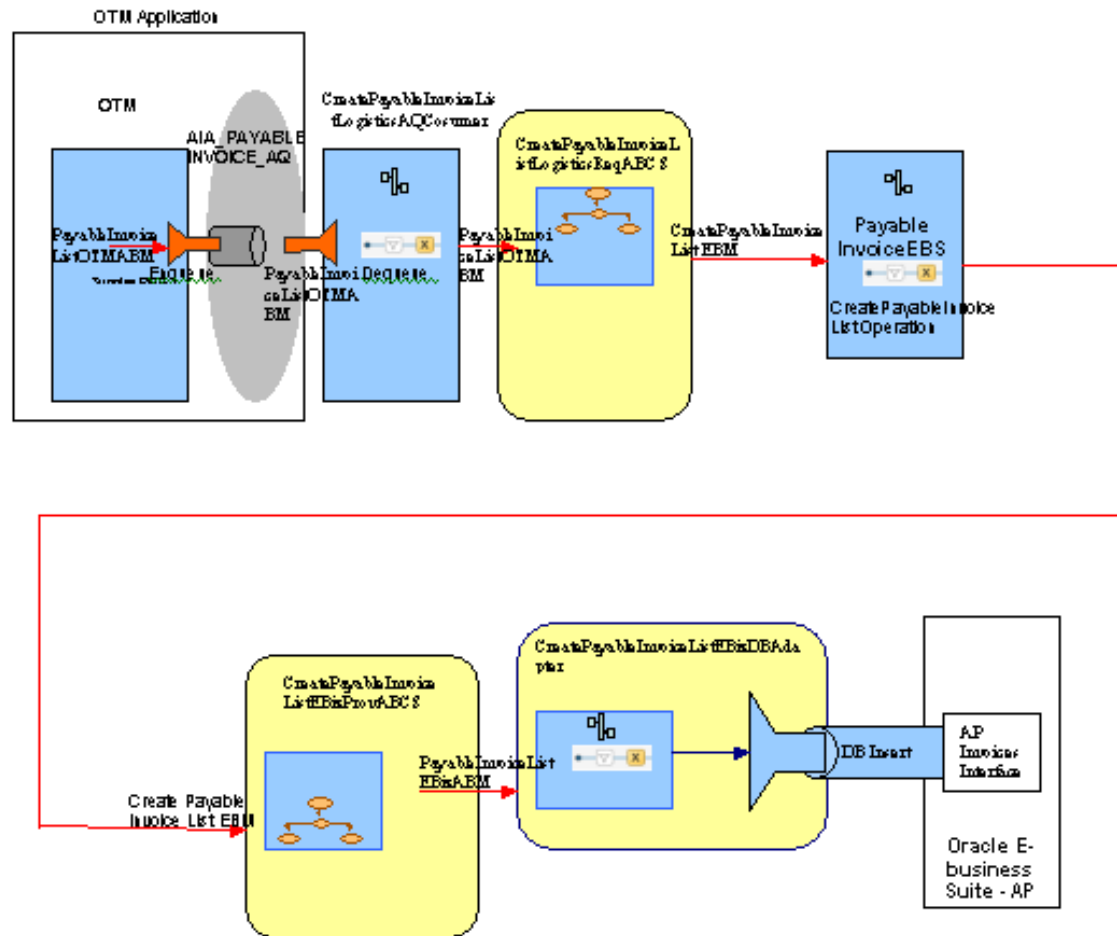 OTM Application
OTM
AIA_PAYABLE
INVOICE_AQ
CreatePayableInvoiceLis
tLogisticsAQCosumer
CreatePayableInvoiceL
istLogisticsReqABCS
PayableInvoice
ListOTMABM
Enqueue
PayableInvoi
ceListOTMA
BM
Dequeue
PayableInvoi
ceListOTMA
BM
CreatePayableInvoice
ListEBM
Payable
InvoiceEBS
CreatePayableInvoice
ListOperation
CreatePayableInvoice
ListEBizProvABCS
Create Payable
Invoice List EBM
PayableInvoiceList
EBizABM
CreatePayableInvoiceListEBizDBAda
pter
DB Insert
AP
Invoices
Interface
Oracle E-
business
Suite - AP